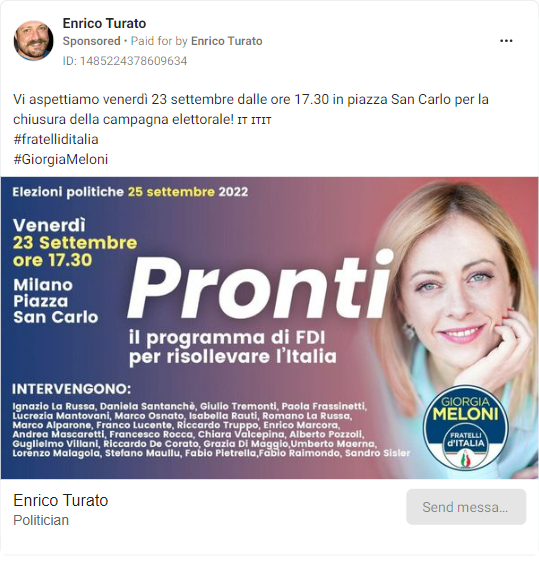 Enrico Turato
Sponsored • Paid for by Enrico Turato
ID: 1485224378609634
Vi aspettiamo venerdì 23 settembre dalle ore 17.30 in piazza San Carlo per la
chiusura della campagna elettorale! ɪᴛ ɪᴛɪᴛ
#fratelliditalia
#GiorgiaMeloni
Elezioni politiche 25 settembre 2022
Venerdì
23 Settembre
ore 17.30
Milano
Piazza
San Carlo
Pronti
il programma di FDI
per risollevare l'Italia
INTERVENGONO:
Ignazio La Russa, Daniela Santanchè, Giulio Tremonti, Paola Frassinetti,
Lucrezia Mantovani, Marco Osnato, Isabella Rauti, Romano La Russa,
Marco Alparone, Franco Lucente, Riccardo Truppo, Enrico Marcora,
Andrea Mascaretti, Francesco Rocca, Chiara Valcepina, Alberto Pozzoli,
Guglielmo Villani, Riccardo De Corato, Grazia Di Maggio,Umberto Maerna,
Lorenzo Malagola, Stefano Maullu, Fabio Pietrella,Fabio Raimondo, Sandro Sisler
GIORGIA
MELONI
FRATELLI
d'ITALIA
Enrico Turato
Politician
Send messa...